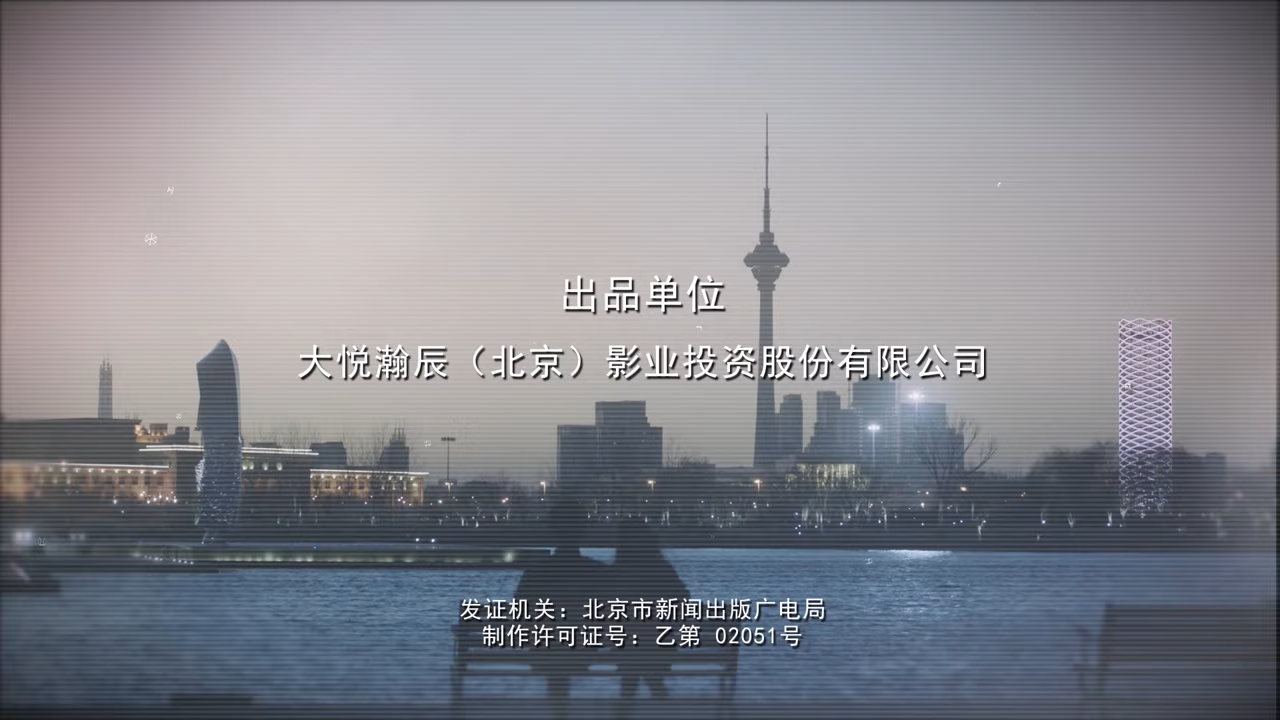 出品单位
大悦瀚辰（北京）影业投资股份有限公司
发证机关：北京市新闻出版广电局
制作许可证号：乙第 02051号